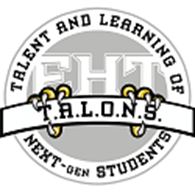 TALENT AND LEARNING OF
EHT
T.A.L.O.N.S.
NEXT-GEN STUDENTS